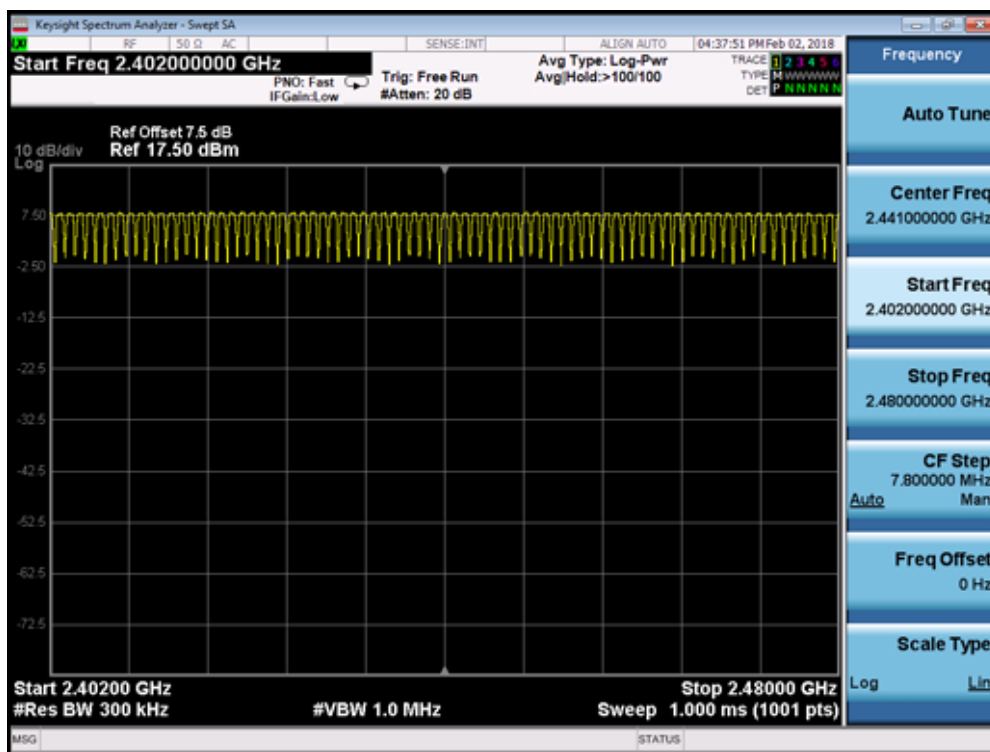 Keysight Spectrum Analyzer - Swept SA
RF 50 Ω AC SENSE:INT ALIGN AUTO 04:37:51 PM Feb 02, 2018
Start Freq 2.402000000 GHz
PNO: Fast
IFGain:Low
Trig: Free Run
#Atten: 20 dB
Avg Type: Log-Pwr
Avg|Hold:>100/100
TRACE 1 2 3 4 5 6
TYPE M WWWWW
DET P N N N N N
Ref Offset 7.5 dB
10 dB/div Ref 17.50 dBm
Log
7.50
-2.50
-12.5
-22.5
-32.5
-42.5
-52.5
-62.5
-72.5
Start 2.40200 GHz Stop 2.48000 GHz
#Res BW 300 kHz #VBW 1.0 MHz Sweep 1.000 ms (1001 pts)
MSG STATUS
Frequency
Auto Tune
Center Freq
2.441000000 GHz
Start Freq
2.402000000 GHz
Stop Freq
2.480000000 GHz
CF Step
7.800000 MHz
Auto Man
Freq Offset
0 Hz
Scale Type
Log Lin